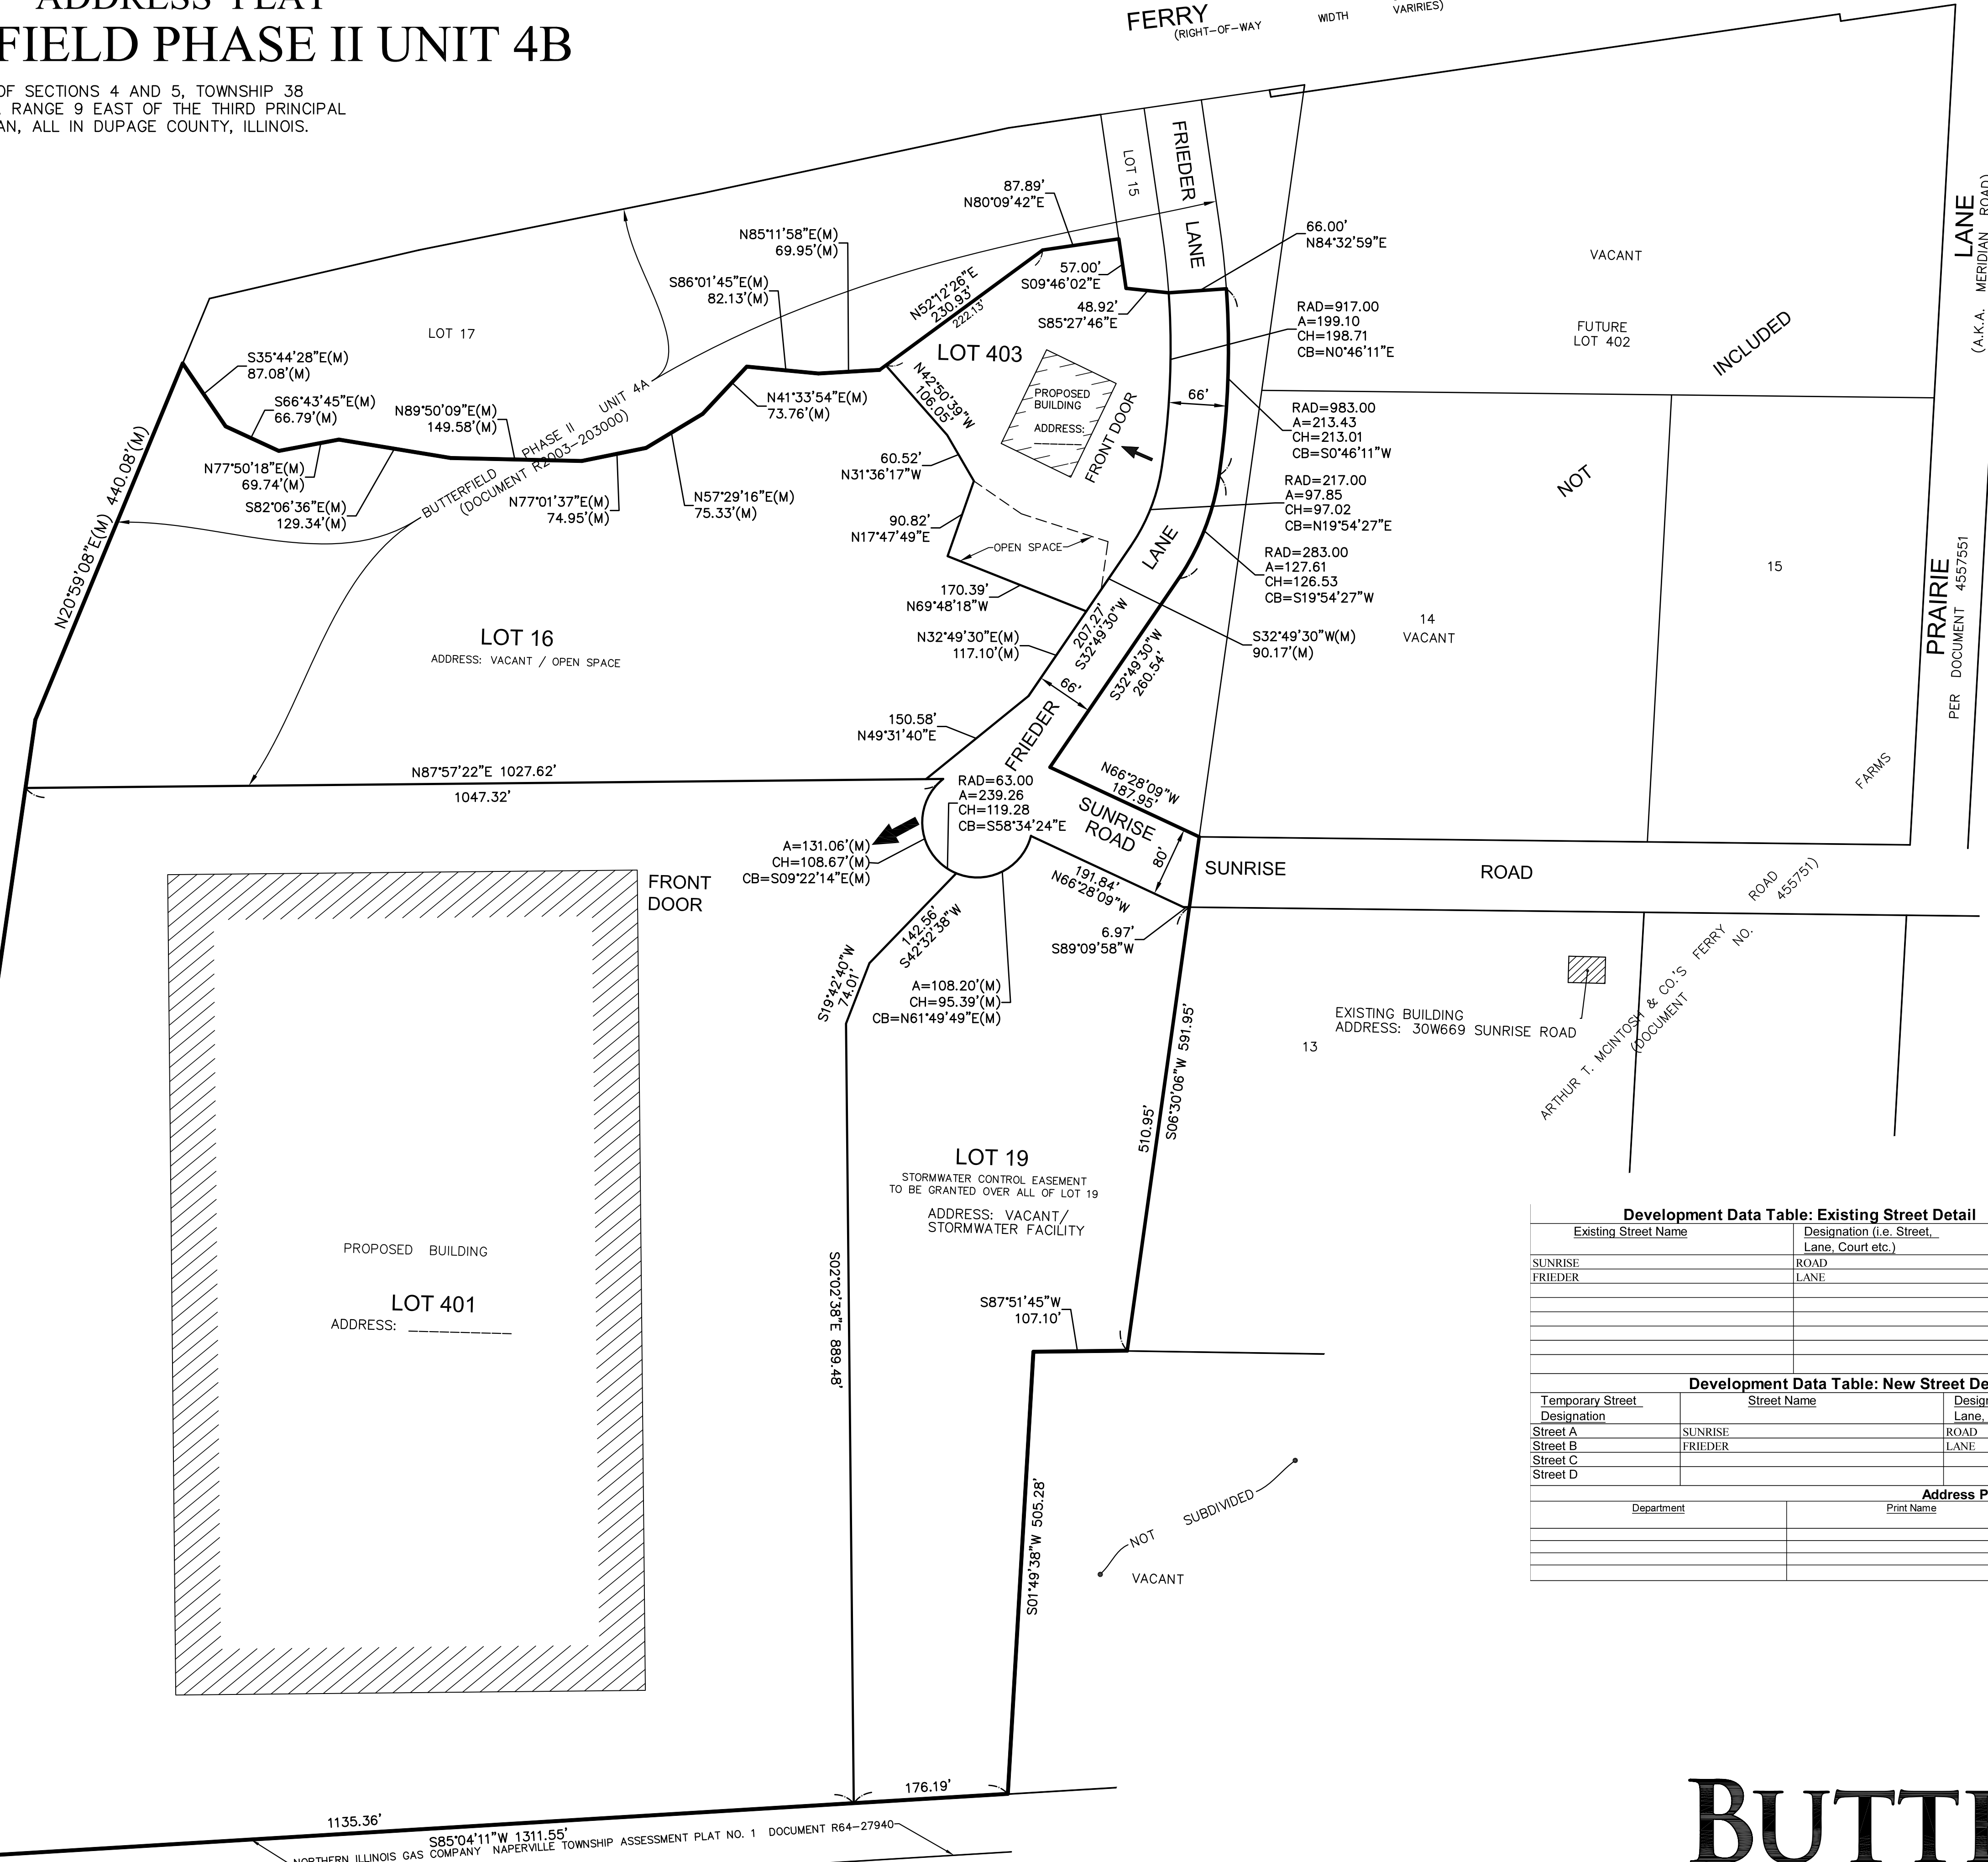 ADDRESS PLAT
FIELD PHASE II UNIT 4B
OF SECTIONS 4 AND 5, TOWNSHIP 38
RANGE 9 EAST OF THE THIRD PRINCIPAL
AN, ALL IN DUPAGE COUNTY, ILLINOIS.
FERRY
(RIGHT-OF-WAY WIDTH VARIRIES)
LOT 15
FRIEDER LANE
87.89'
N80°09'42"E
N85°11'58"E(M)
69.95'(M)
S86°01'45"E(M)
82.13'(M)
N52°12'26"E
230.93'
222.13'
57.00'
S09°46'02"E
48.92'
S85°27'46"E
66.00'
N84°32'59"E
VACANT
FUTURE
LOT 402
NOT INCLUDED
LANE
(A.K.A. MERIDIAN ROAD)
PRAIRIE
PER DOCUMENT 4557551
RAD=917.00
A=199.10
CH=198.71
CB=N0°46'11"E
RAD=983.00
A=213.43
CH=213.01
CB=S0°46'11"W
RAD=217.00
A=97.85
CH=97.02
CB=N19°54'27"E
RAD=283.00
A=127.61
CH=126.53
CB=S19°54'27"W
S32°49'30"W(M)
90.17'(M)
LOT 17
S35°44'28"E(M)
87.08'(M)
S66°43'45"E(M)
66.79'(M)
N89°50'09"E(M)
149.58'(M)
N77°50'18"E(M)
69.74'(M)
S82°06'36"E(M)
129.34'(M)
BUTTERFIELD PHASE II UNIT 4A
(DOCUMENT R2003-203000)
N77°01'37"E(M)
74.95'(M)
N57°29'16"E(M)
75.33'(M)
N41°33'54"E(M)
73.76'(M)
N20°59'08"E(M) 440.08'(M)
LOT 403
PROPOSED
BUILDING
ADDRESS: ______
FRONT DOOR
66'
N42°50'39"W
106.05'
60.52'
N31°36'17"W
90.82'
N17°47'49"E
OPEN SPACE
170.39'
N69°48'18"W
N32°49'30"E(M)
117.10'(M)
LANE
207.27'
S32°49'30"W
66'
S32°49'30"W
260.54'
FRIEDER
14
VACANT
15
FARMS
LOT 16
ADDRESS: VACANT / OPEN SPACE
150.58'
N49°31'40"E
N87°57'22"E 1027.62'
1047.32'
RAD=63.00
A=239.26
CH=119.28
CB=S58°34'24"E
N66°28'09"W
187.95'
SUNRISE
ROAD
80'
191.84'
N66°28'09"W
SUNRISE ROAD
A=131.06'(M)
CH=108.67'(M)
CB=S09°22'14"E(M)
FRONT
DOOR
142.56'
S42°32'38"W
S19°42'40"W
74.01'
6.97'
S89°09'58"W
A=108.20'(M)
CH=95.39'(M)
CB=N61°49'49"E(M)
510.95'
S06°30'06"W 591.95'
EXISTING BUILDING
ADDRESS: 30W669 SUNRISE ROAD
13
ARTHUR T. MCINTOSH & CO.'S FERRY ROAD
(DOCUMENT NO. 455751)
LOT 19
STORMWATER CONTROL EASEMENT
TO BE GRANTED OVER ALL OF LOT 19
ADDRESS: VACANT/
STORMWATER FACILITY
S02°02'38"E 889.48'
S87°51'45"W
107.10'
S01°49'38"W 505.28'
NOT SUBDIVIDED
VACANT
PROPOSED BUILDING
LOT 401
ADDRESS: __________
176.19'
1135.36'
S85°04'11"W 1311.55'
NORTHERN ILLINOIS GAS COMPANY NAPERVILLE TOWNSHIP ASSESSMENT PLAT NO. 1 DOCUMENT R64-27940
Development Data Table: Existing Street Detail
Existing Street Name Designation (i.e. Street,
Lane, Court etc.)
SUNRISE ROAD
FRIEDER LANE
Development Data Table: New Street De
Temporary Street Street Name Desig
Designation Lane,
Street A SUNRISE ROAD
Street B FRIEDER LANE
Street C
Street D
Address P
Department Print Name
BUTTE